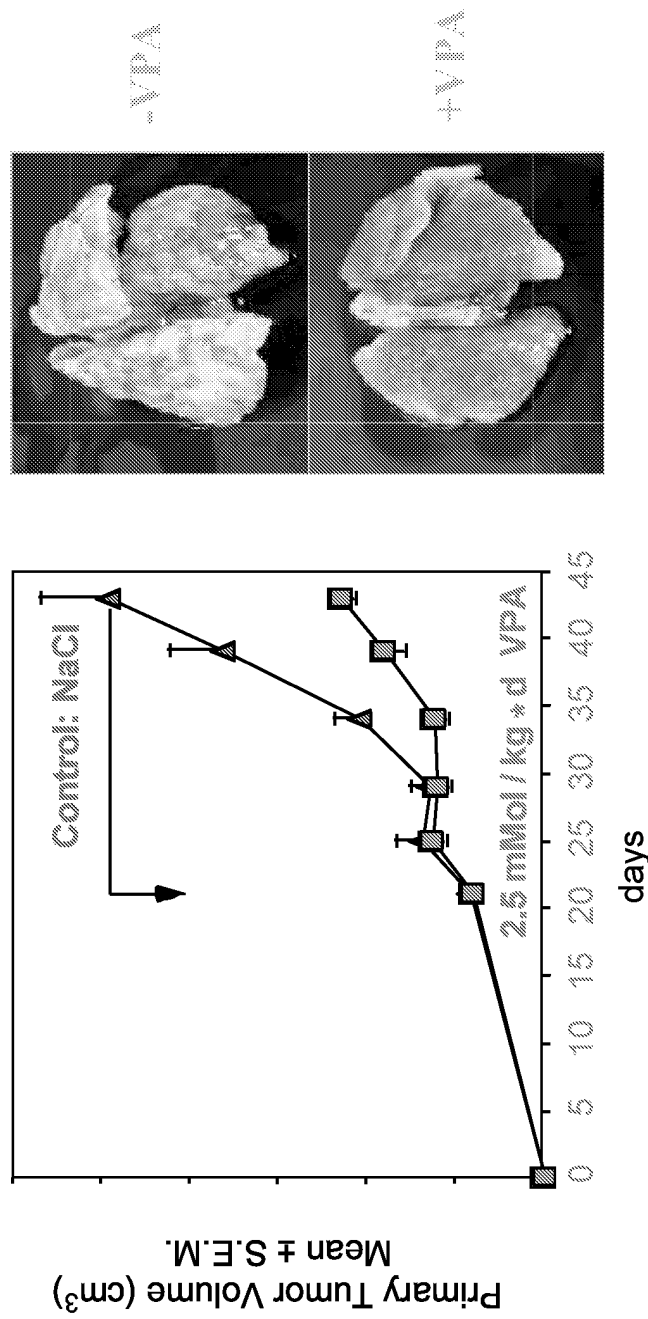 Primary Tumor Volume (cm³)
Mean ± S.E.M.
Control: NaCl
2.5 mMol / kg * d VPA
0 5 10 15 20 25 30 35 40 45
days
-VPA
+VPA